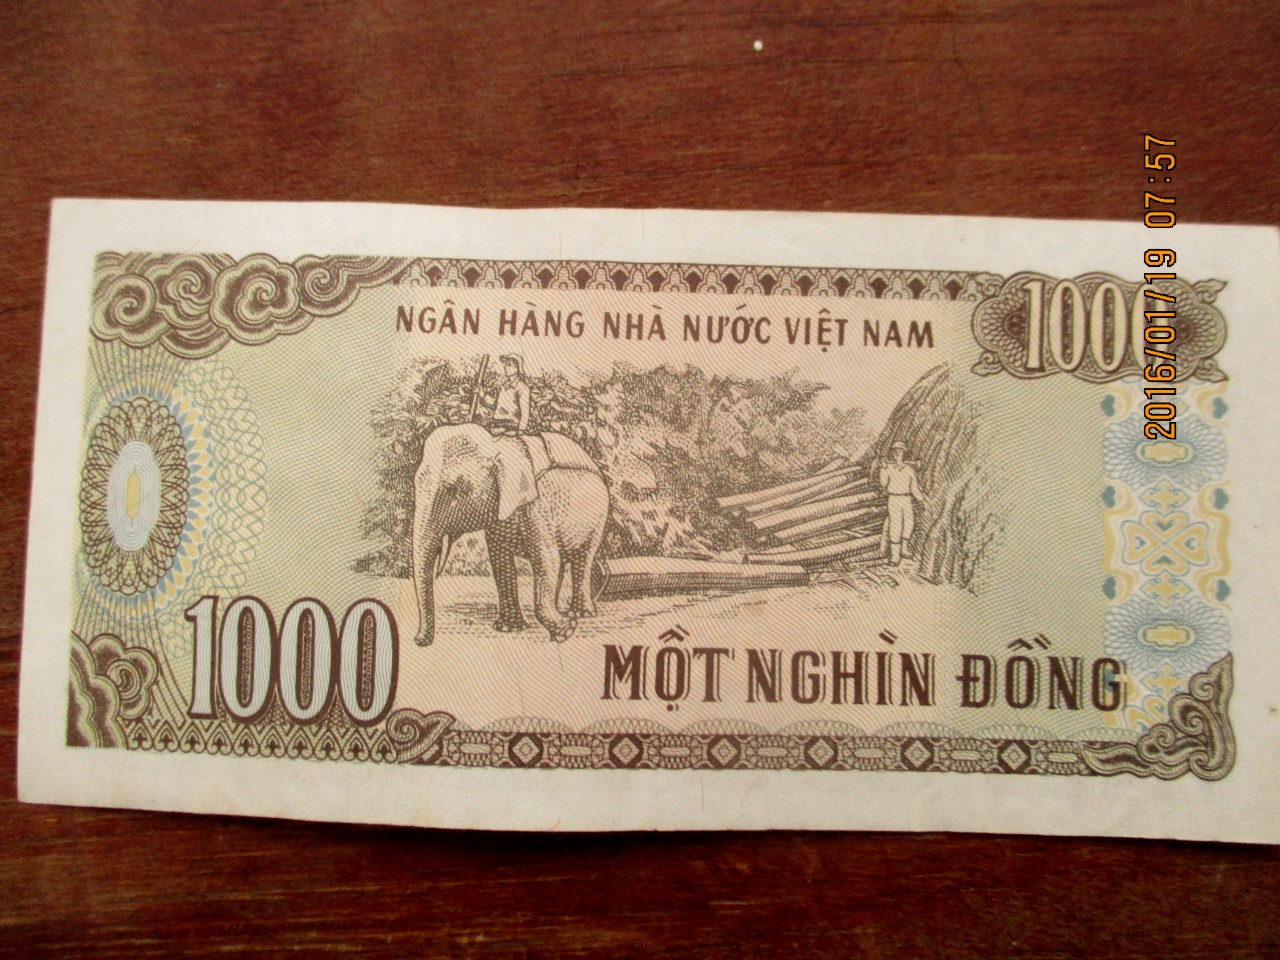 NGÂN HÀNG NHÀ NƯỚC VIỆT NAM
1000
1000
MỘT NGHÌN ĐỒNG
2016/01/19 07:57